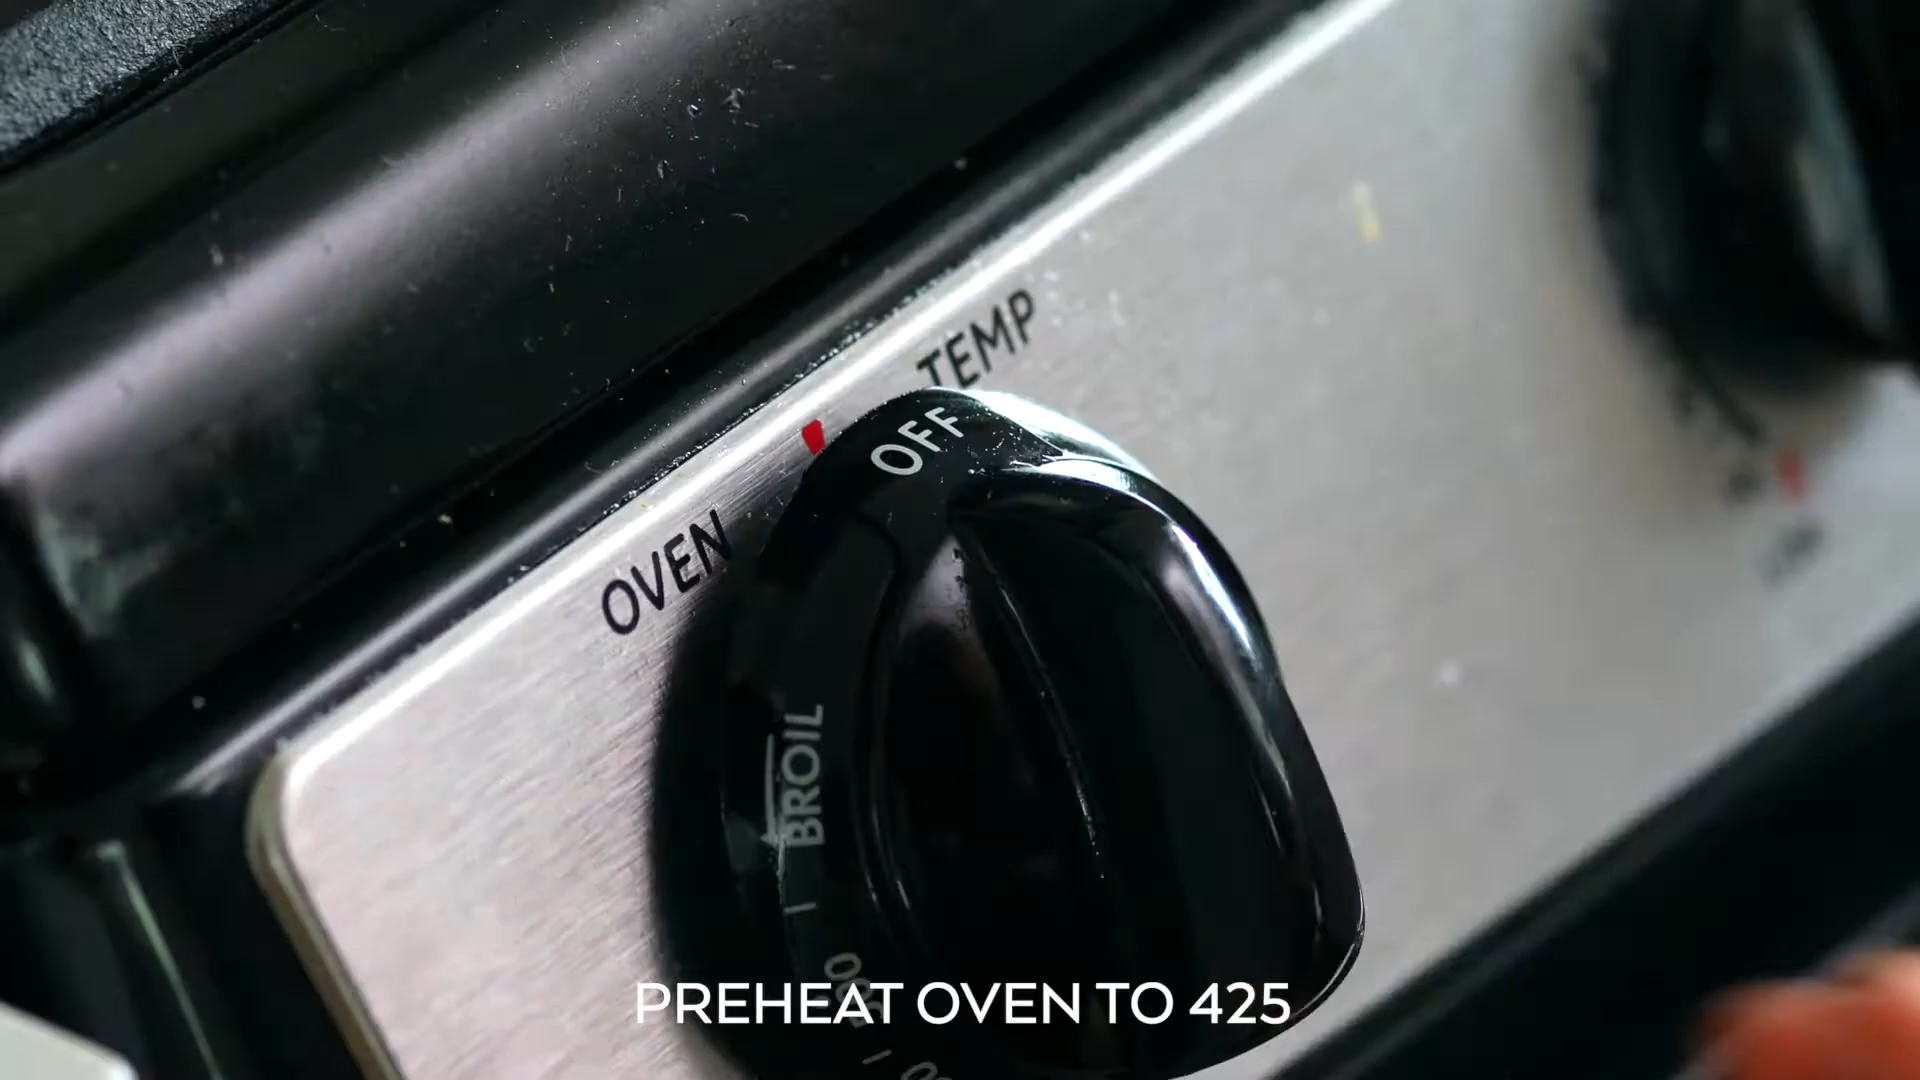 TEMP
OFF
OVEN
BROIL
PREHEAT OVEN TO 425